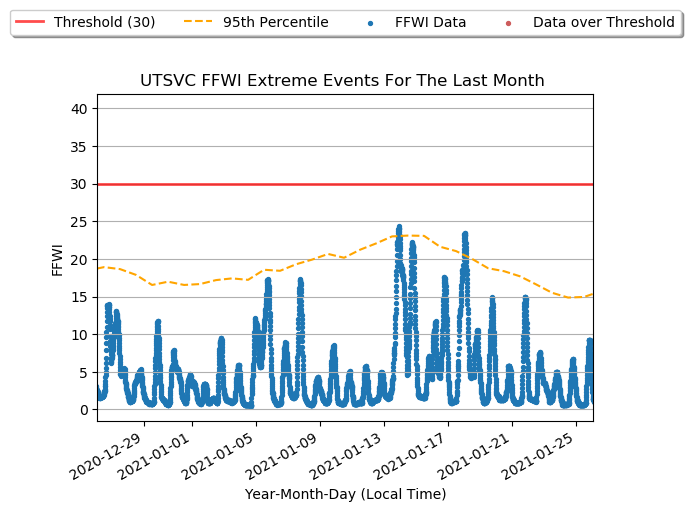 Threshold (30) 95th Percentile FFWI Data Data over Threshold
UTSVC FFWI Extreme Events For The Last Month
40
35
30
25
20
15
10
5
0
FFWI
2020-12-29 2021-01-01 2021-01-05 2021-01-09 2021-01-13 2021-01-17 2021-01-21 2021-01-25
Year-Month-Day (Local Time)